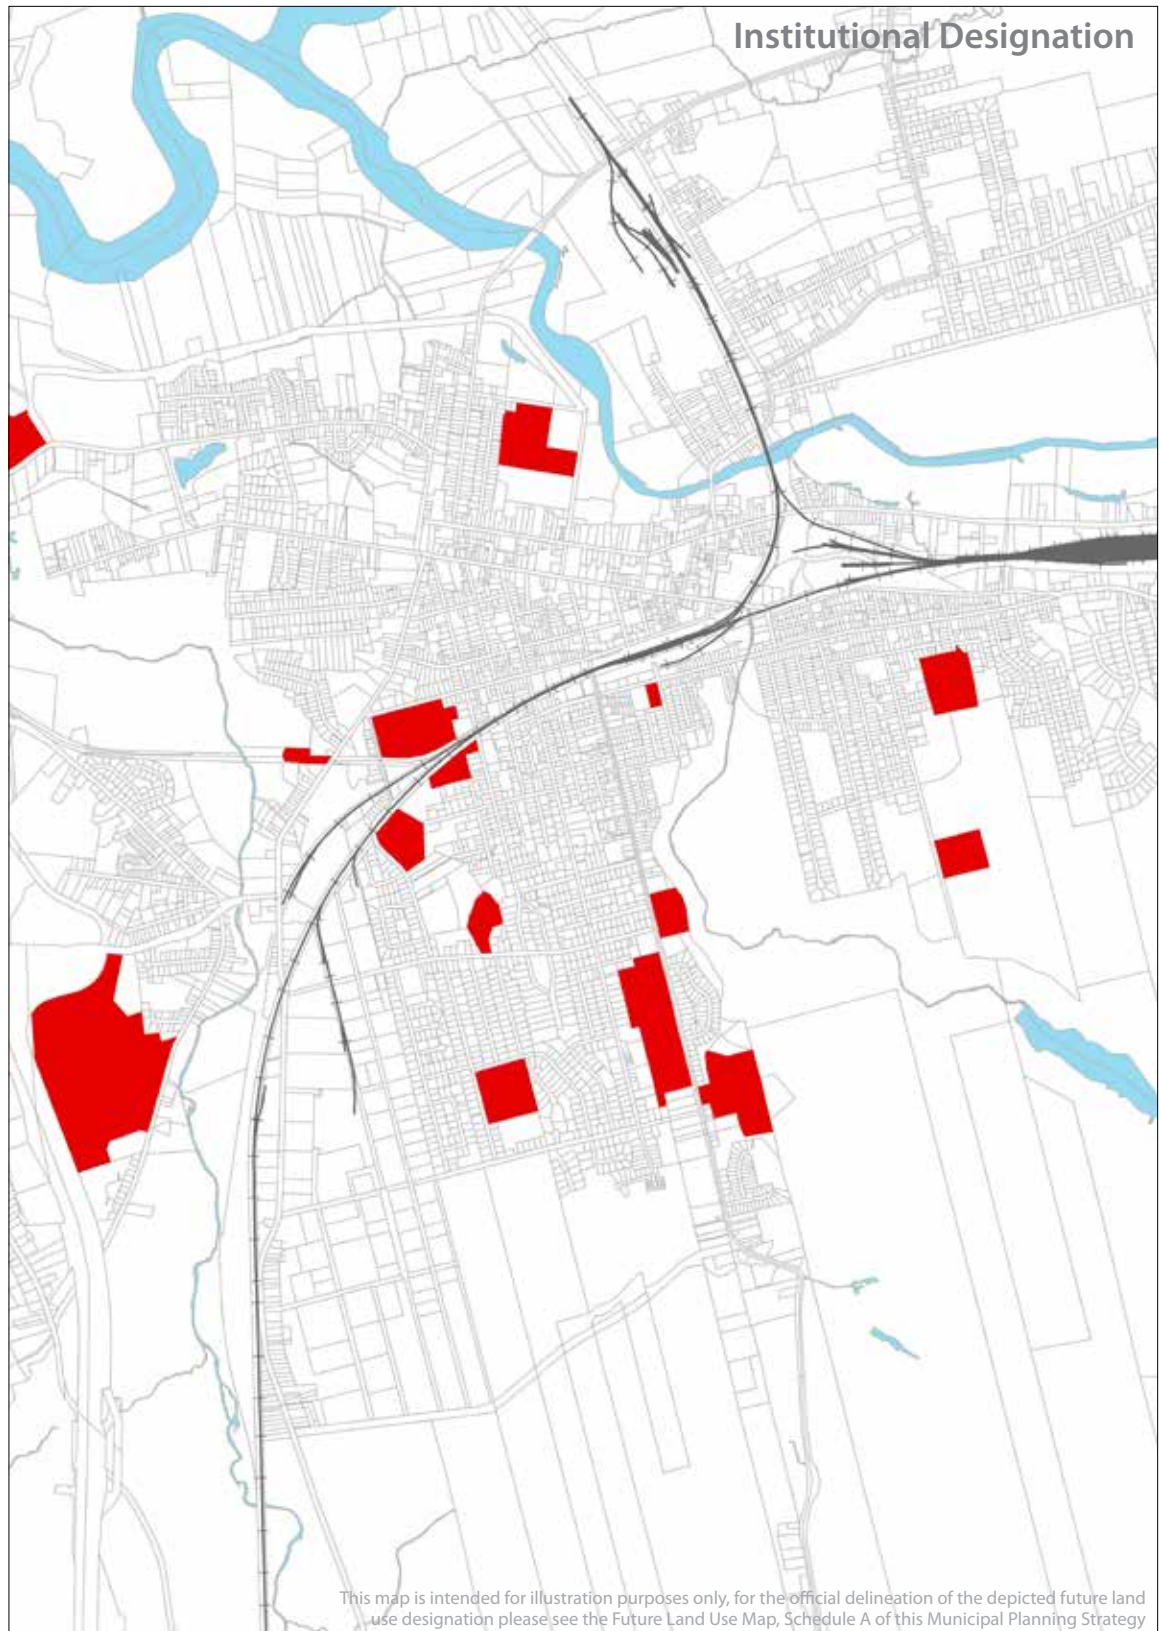 Institutional Designation
This map is intended for illustration purposes only, for the official delineation of the depicted future land
use designation please see the Future Land Use Map, Schedule A of this Municipal Planning Strategy